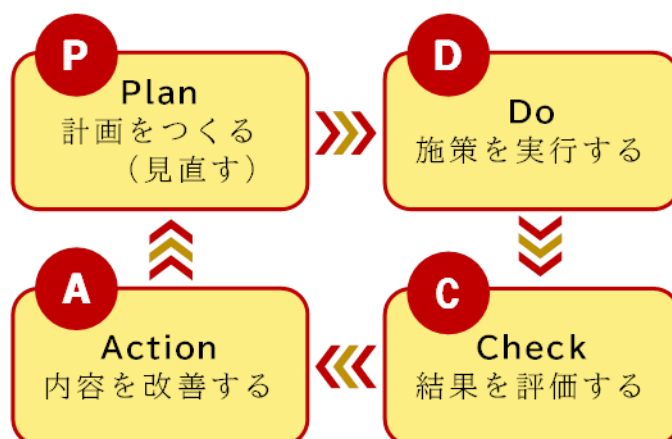 P
Plan
計画をつくる
（見直す）
D
Do
施策を実行する
A
Action
内容を改善する
C
Check
結果を評価する